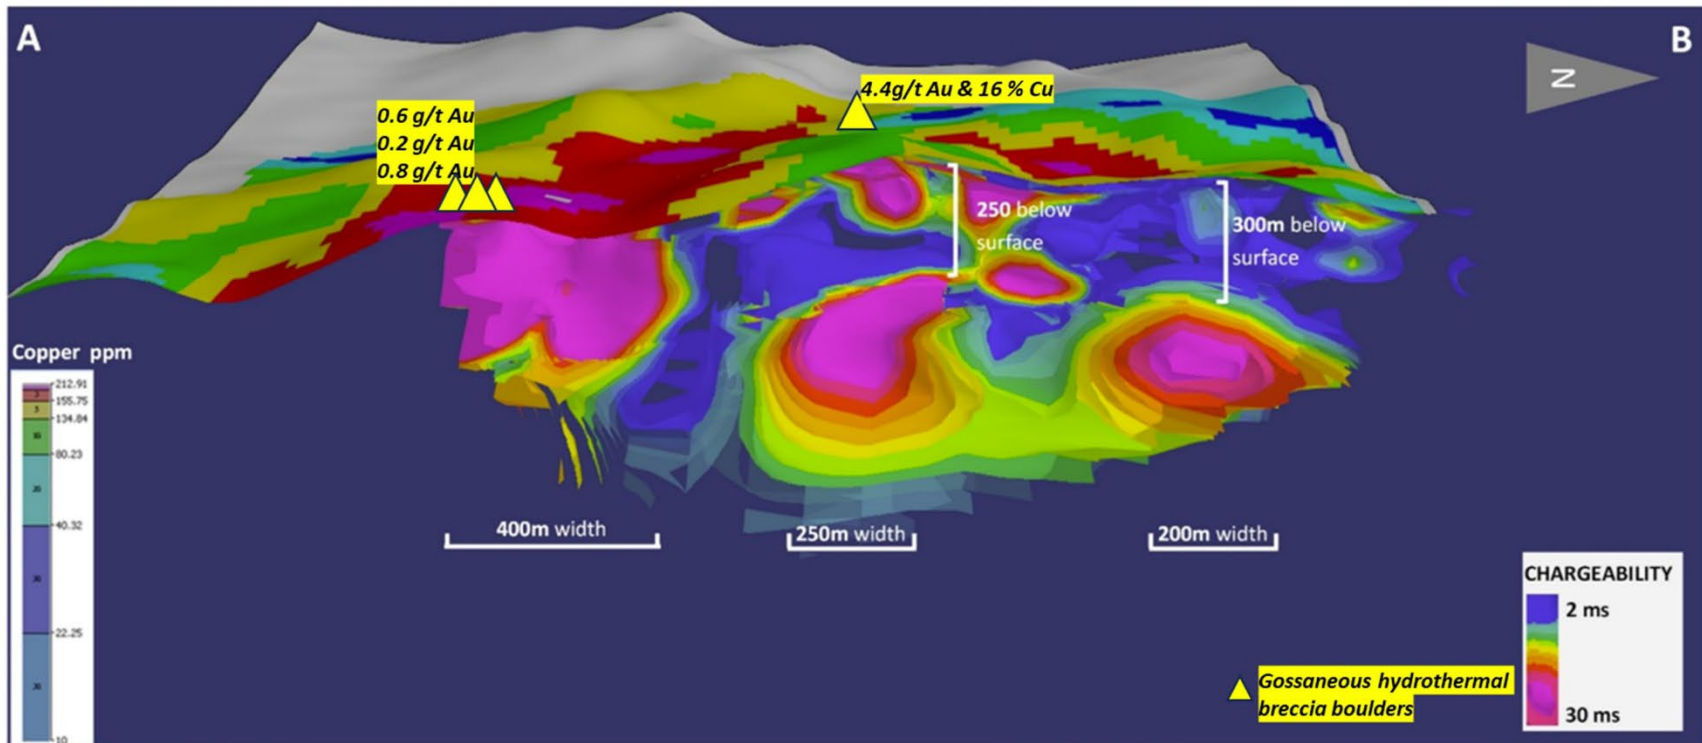 A
B
N
4.4g/t Au & 16 % Cu
0.6 g/t Au
0.2 g/t Au
0.8 g/t Au
250 below
surface
300m below
surface
Copper ppm
212.91
155.75
134.84
80.23
40.32
22.25
10
400m width
250m width
200m width
CHARGEABILITY
2 ms
30 ms
Gossaneous hydrothermal
breccia boulders